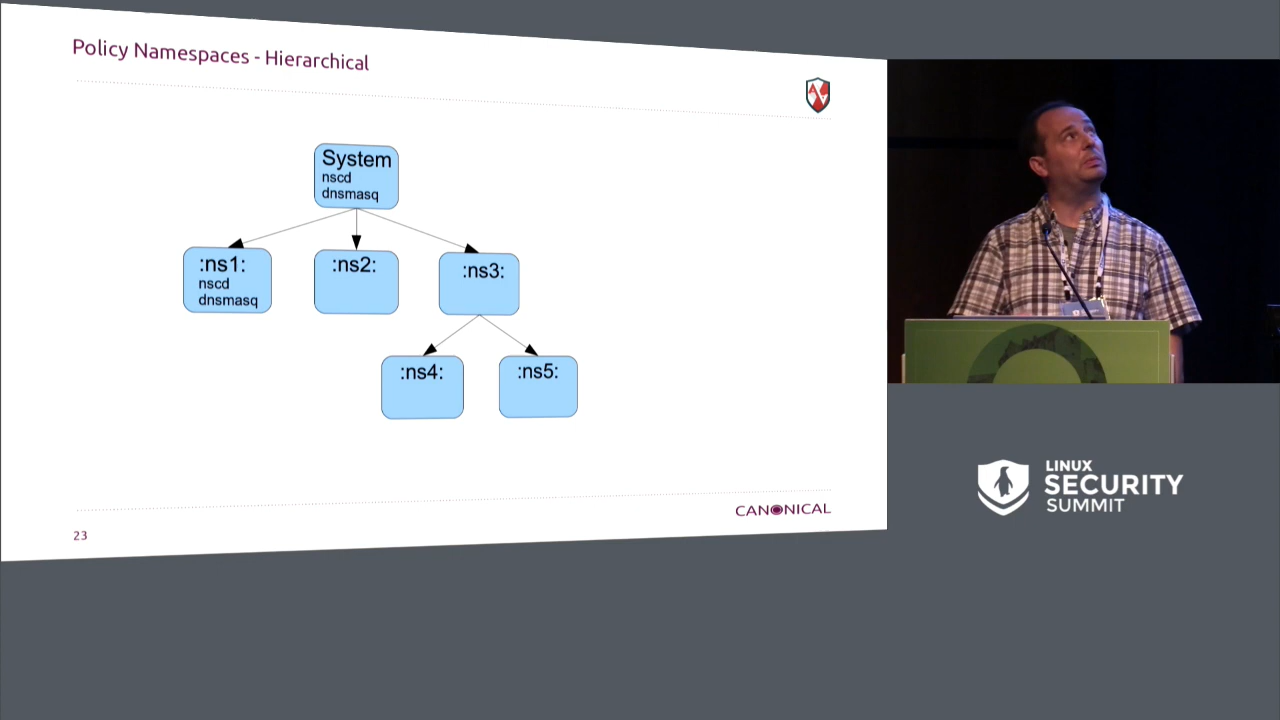 Policy Namespaces - Hierarchical
System
nscd
dnsmasq
:ns1:
nscd
dnsmasq
:ns2:
:ns3:
:ns4:
:ns5:
CANONICAL
23
LINUX
SECURITY
SUMMIT